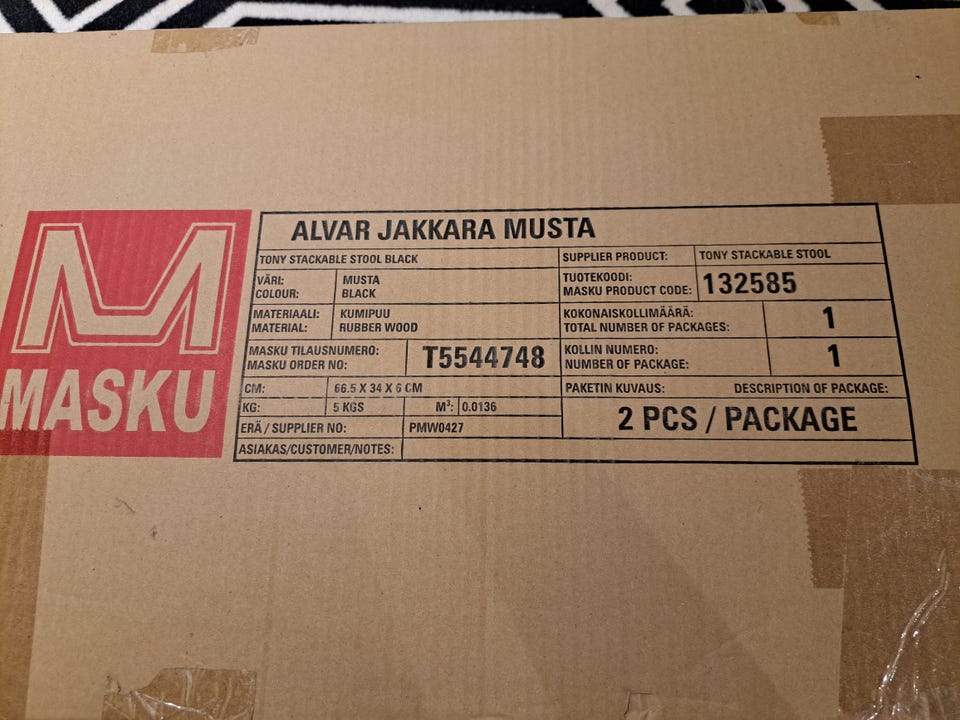 MASKU
ALVAR JAKKARA MUSTA
TONY STACKABLE STOOL BLACK
SUPPLIER PRODUCT: TONY STACKABLE STOOL
VÄRI: MUSTA
COLOUR: BLACK
TUOTEKOODI:
MASKU PRODUCT CODE: 132585
MATERIAALI: KUMIPUU
MATERIAL: RUBBER WOOD
KOKONAISKOLLIMÄÄRÄ:
TOTAL NUMBER OF PACKAGES: 1
MASKU TILAUSNUMERO:
MASKU ORDER NO: T5544748
KOLLIN NUMERO:
NUMBER OF PACKAGE: 1
CM: 66.5 X 34 X 6 CM
PAKETIN KUVAUS: DESCRIPTION OF PACKAGE:
KG: 5 KGS M³: 0.0136
2 PCS / PACKAGE
ERÄ / SUPPLIER NO: PMW0427
ASIAKAS/CUSTOMER/NOTES: